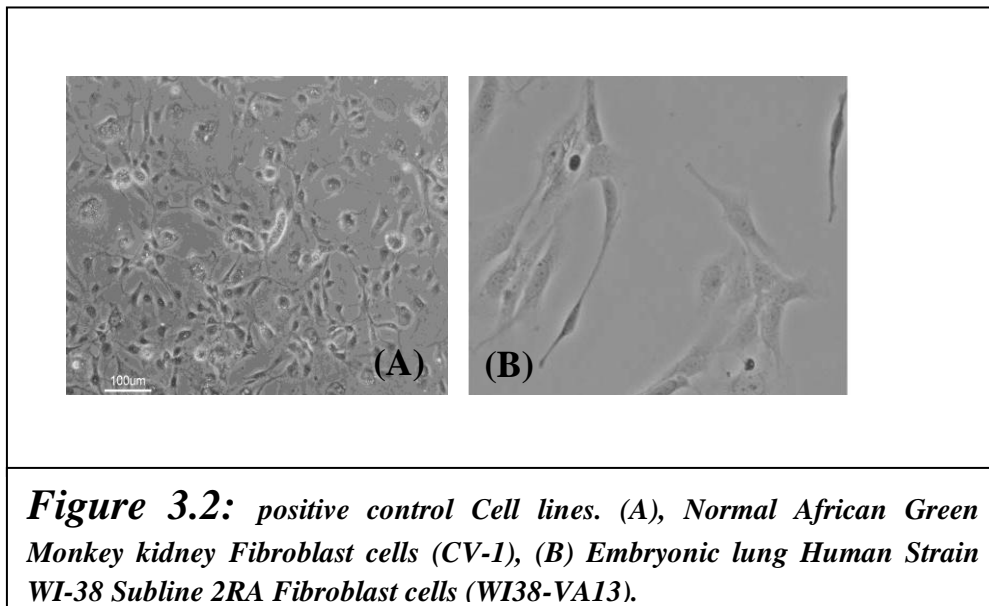 (A)
100um
(B)
Figure 3.2: positive control Cell lines. (A), Normal African Green
Monkey kidney Fibroblast cells (CV-1), (B) Embryonic lung Human Strain
WI-38 Subline 2RA Fibroblast cells (WI38-VA13).